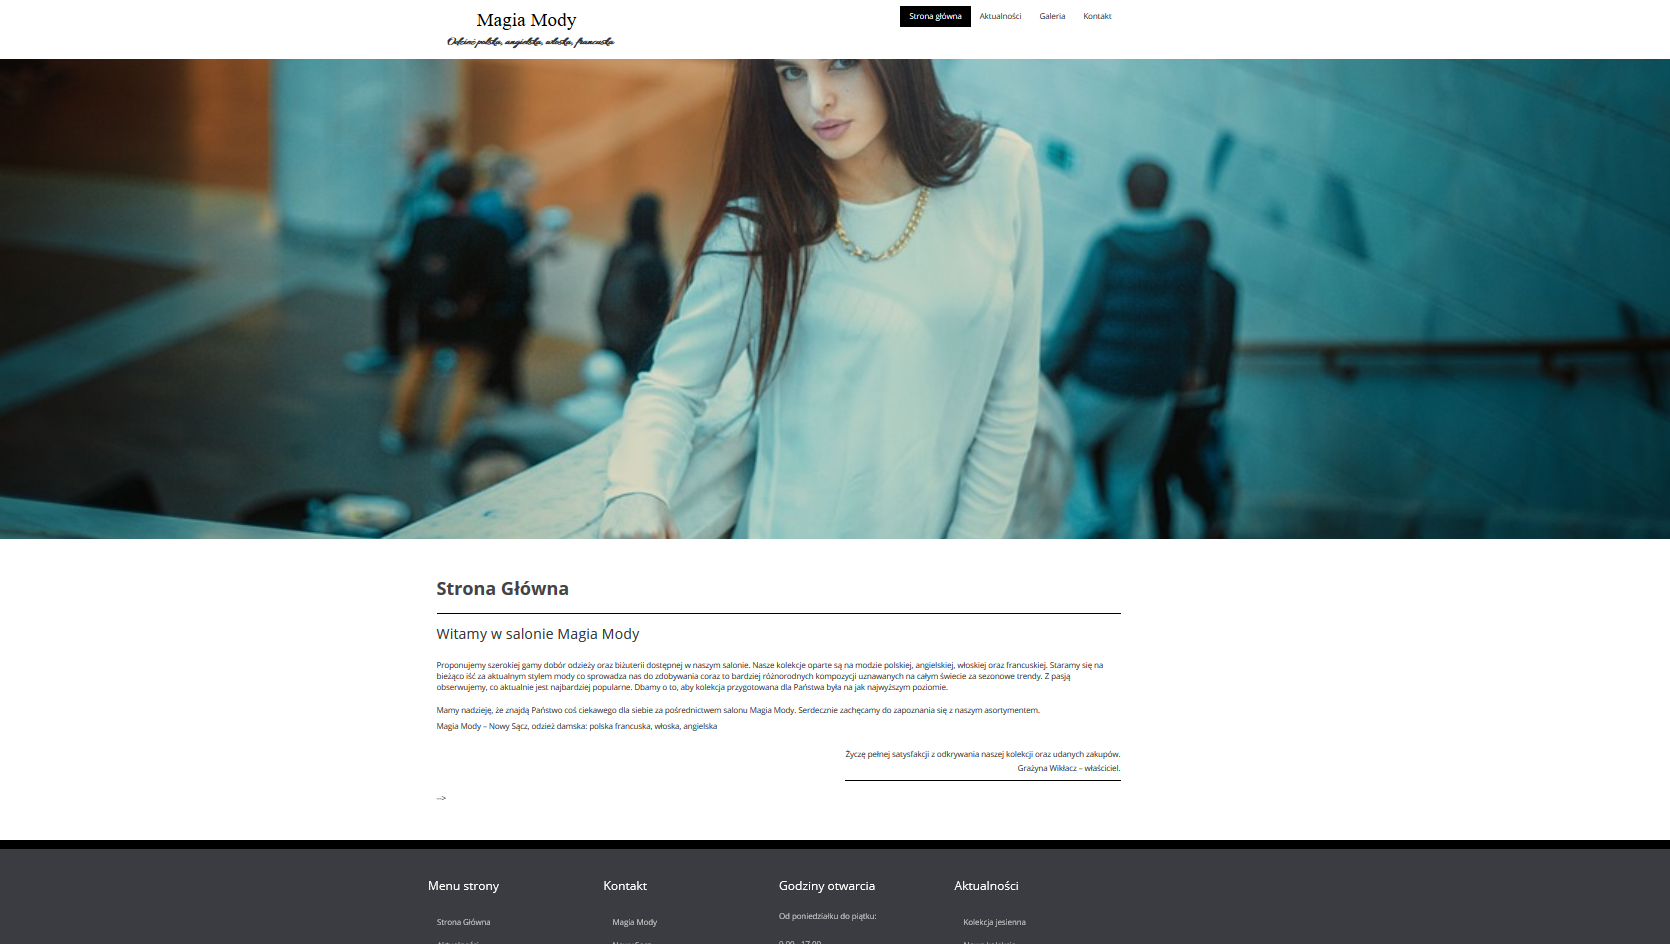 Magia Mody
Odzież polska, angielska, włoska, francuska
Strona główna
Aktualności
Galeria
Kontakt
Strona Główna
Witamy w salonie Magia Mody
Proponujemy szerokiej gamy dobór odzieży oraz biżuterii dostępnej w naszym salonie. Nasze kolekcje oparte są na modzie polskiej, angielskiej, włoskiej oraz francuskiej. Staramy się na
bieżąco iść za aktualnym stylem mody co sprowadza nas do zdobywania coraz to bardziej różnorodnych kompozycji uznawanych na całym świecie za sezonowe trendy. Z pasją
obserwujemy, co aktualnie jest najbardziej popularne. Dbamy o to, aby kolekcja przygotowana dla Państwa była na jak najwyższym poziomie.
Mamy nadzieję, że znajdą Państwo coś ciekawego dla siebie za pośrednictwem salonu Magia Mody. Serdecznie zachęcamy do zapoznania się z naszym asortymentem.
Magia Mody – Nowy Sącz, odzież damska: polska francuska, włoska, angielska
Życzę pełnej satysfakcji z odkrywania naszej kolekcji oraz udanych zakupów.
Grażyna Wikłacz – właściciel.
-->
Menu strony
Kontakt
Godziny otwarcia
Aktualności
Strona Główna
Magia Mody
Od poniedziałku do piątku:
Kolekcja jesienna